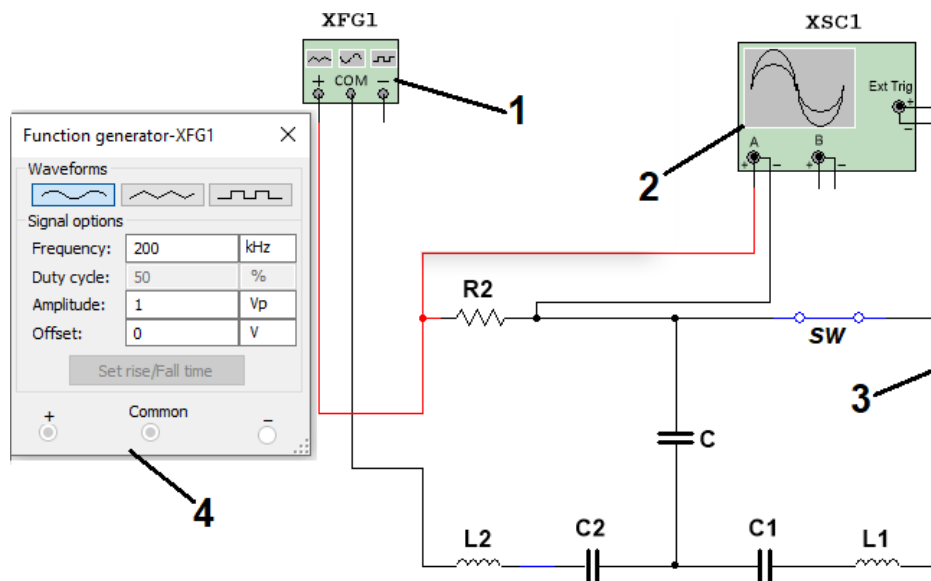 XFG1
XSC1
+ COM −
1
Ext Trig
+
−
A
B
+ − + −
2
Function generator-XFG1
Waveforms
Signal options
Frequency: 200 kHz
Duty cycle: 50 %
Amplitude: 1 Vp
Offset: 0 V
Set rise/Fall time
+ Common −
4
R2
SW
3
C
L2
C2
C1
L1